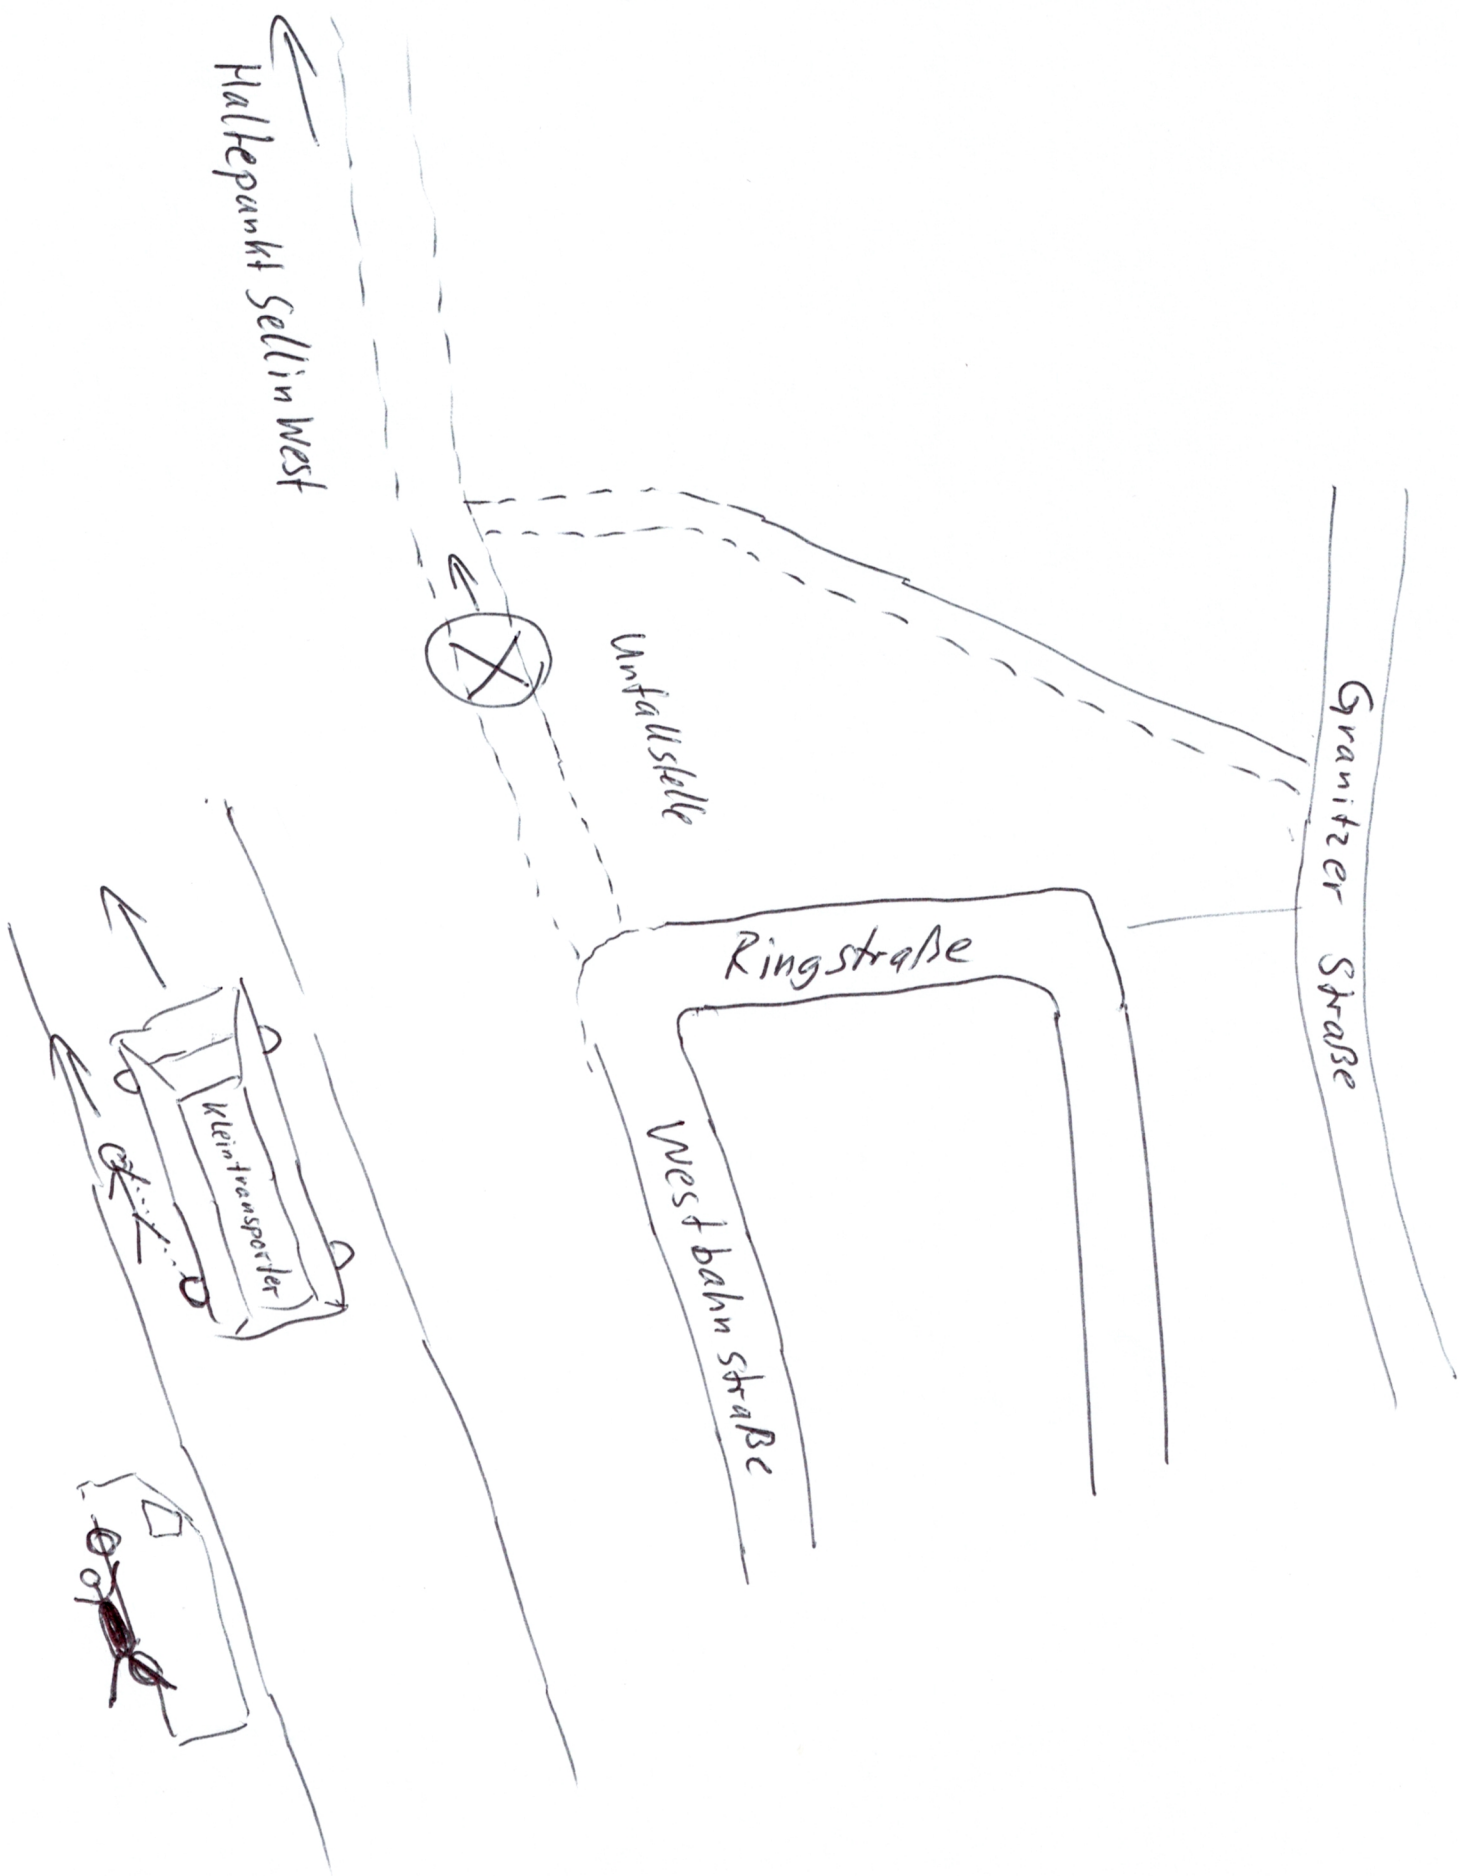 Haltepunkt Sellin West
Unfallstelle
Granitzer Straße
Ringstraße
Westbahnstraße
Kleintransporter